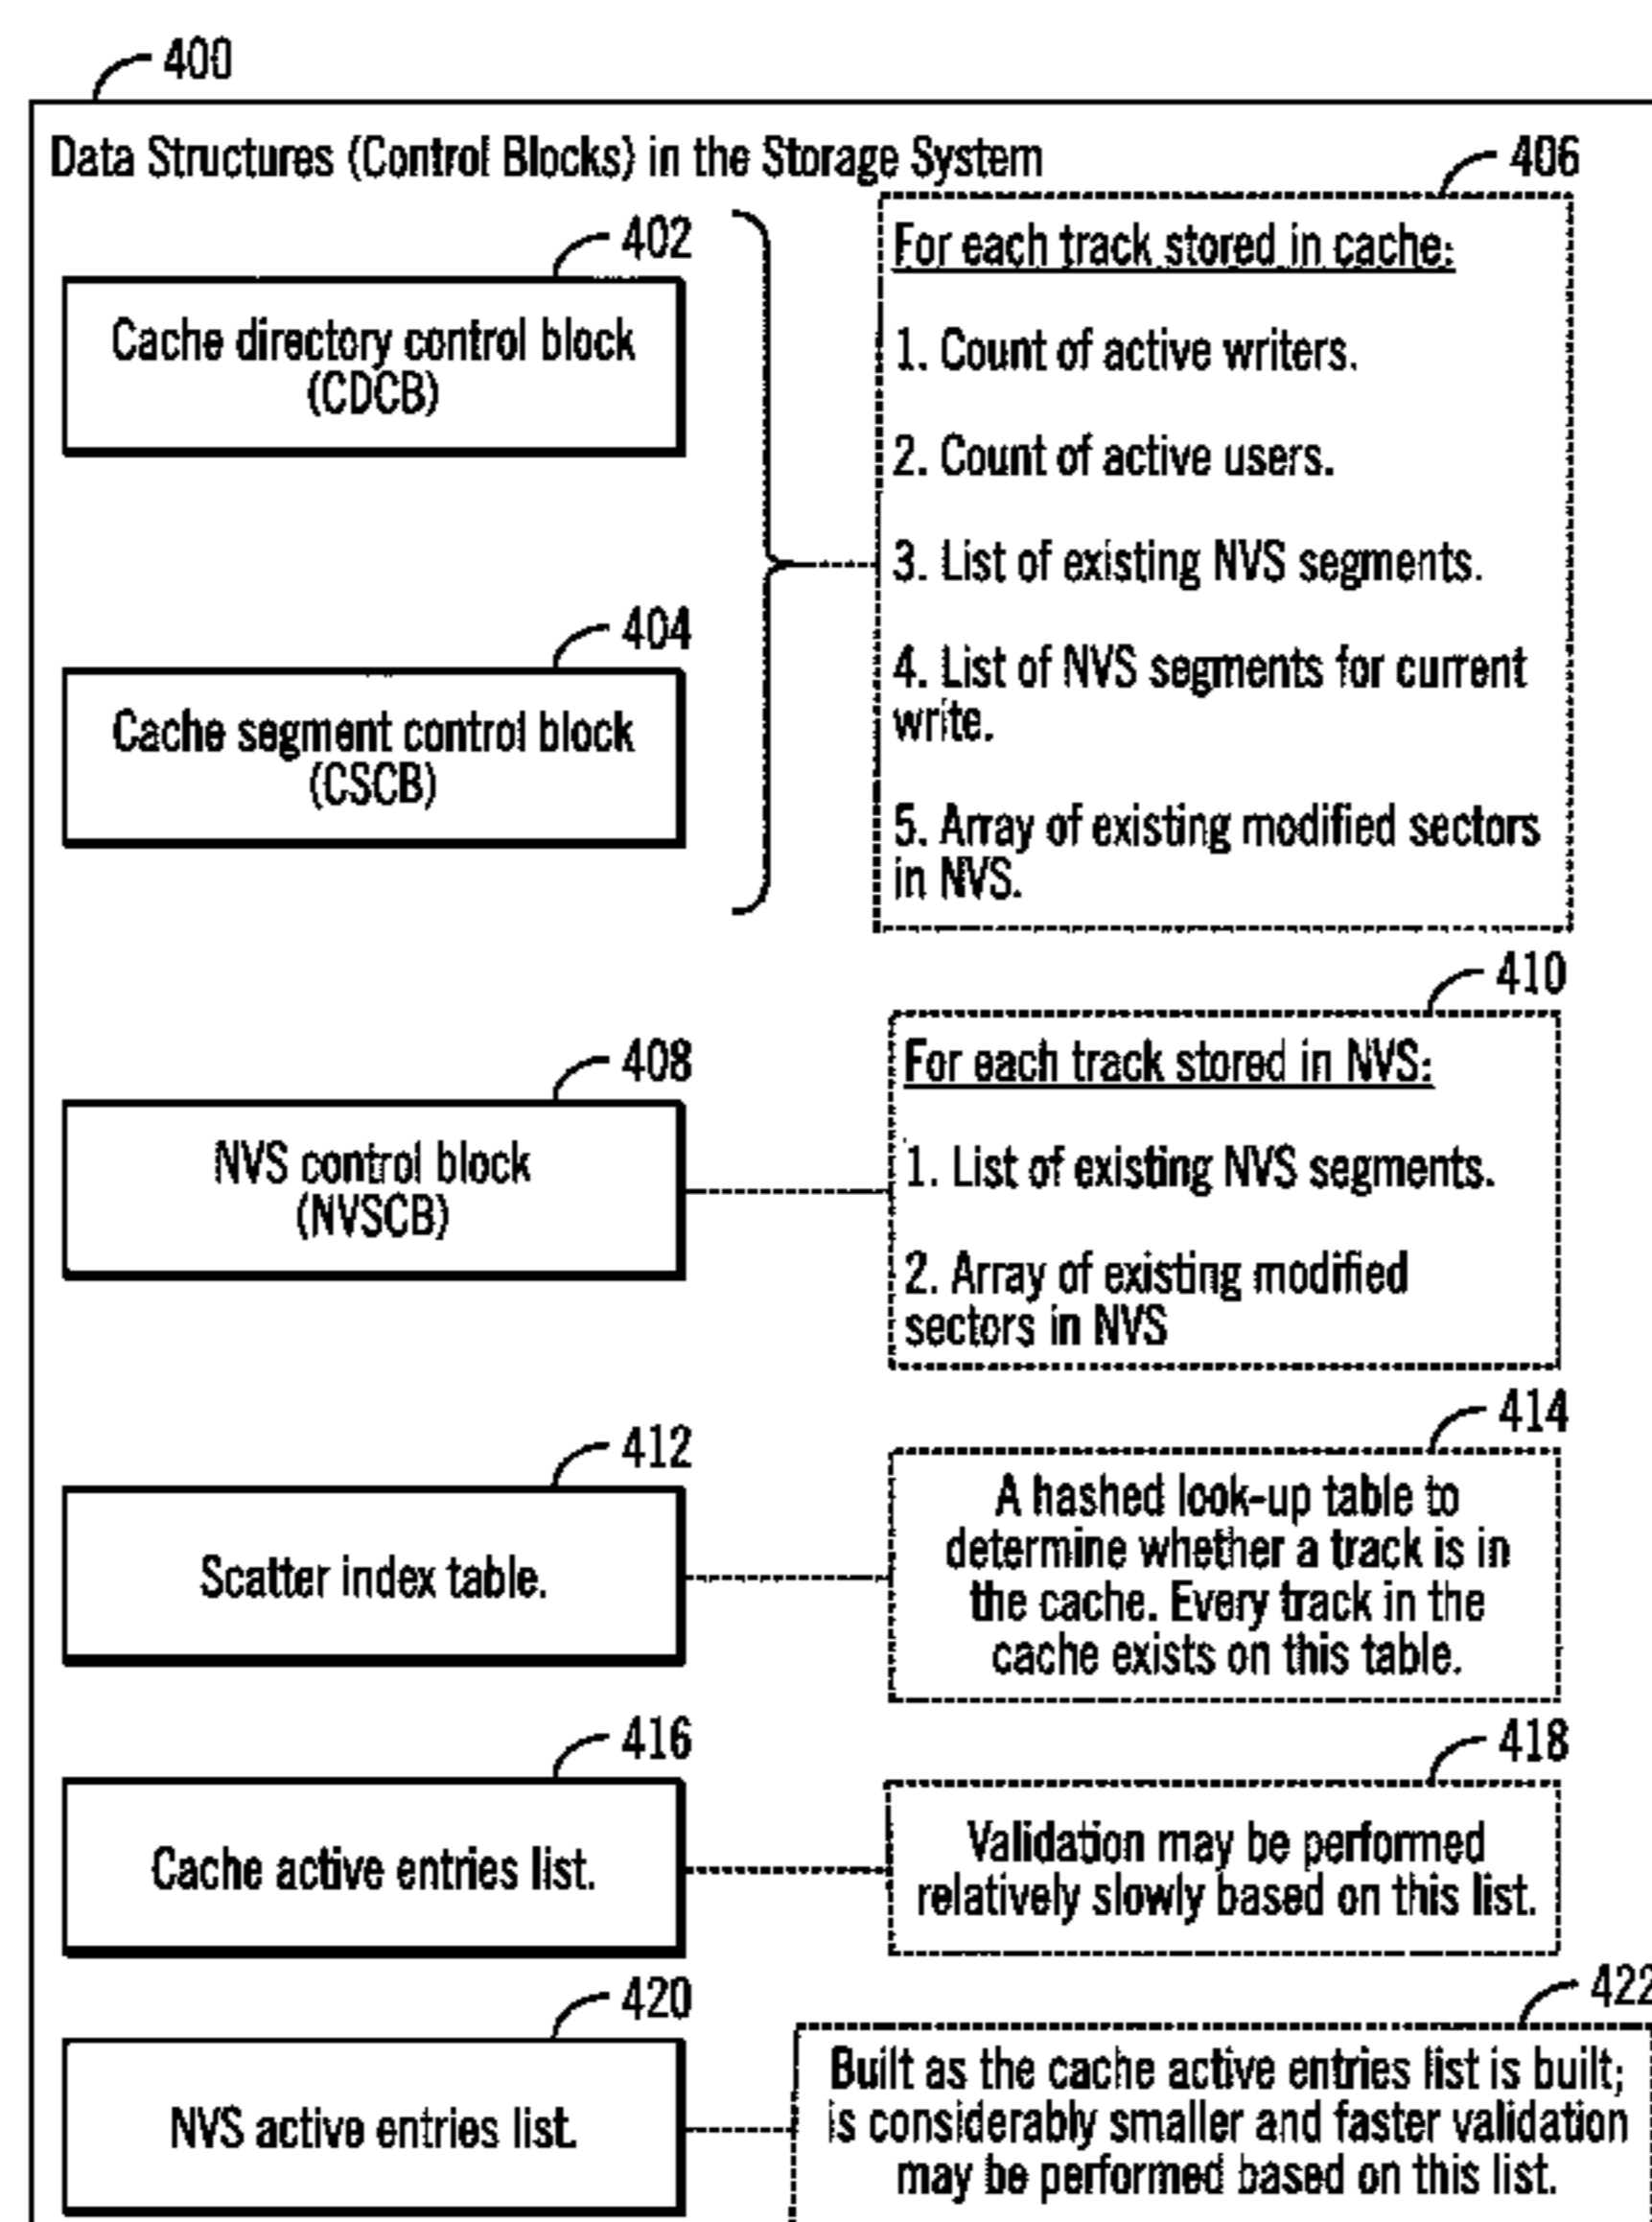 400
Data Structures (Control Blocks) in the Storage System
402
Cache directory control block
(CDCB)
404
Cache segment control block
(CSCB)
406
For each track stored in cache:
1. Count of active writers.
2. Count of active users.
3. List of existing NVS segments.
4. List of NVS segments for current
write.
5. Array of existing modified sectors
in NVS.
408
NVS control block
(NVSCB)
410
For each track stored in NVS:
1. List of existing NVS segments.
2. Array of existing modified
sectors in NVS
412
Scatter index table.
414
A hashed look-up table to
determine whether a track is in
the cache. Every track in the
cache exists on this table.
416
Cache active entries list.
418
Validation may be performed
relatively slowly based on this list.
420
NVS active entries list.
422
Built as the cache active entries list is built;
is considerably smaller and faster validation
may be performed based on this list.